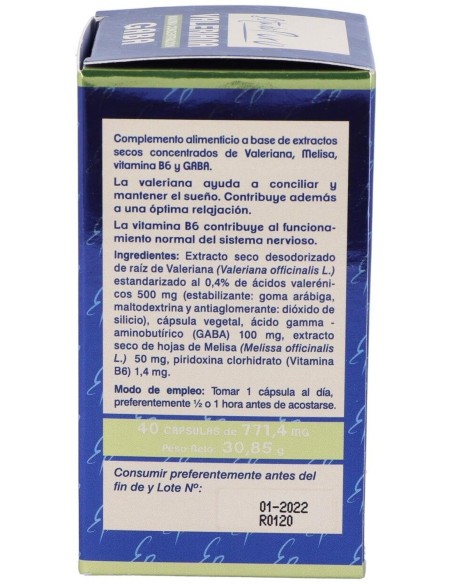 VALERIANA
GABA
Complemento alimenticio a base de extractos
secos concentrados de Valeriana, Melisa,
vitamina B6 y GABA.
La valeriana ayuda a conciliar y
mantener el sueño. Contribuye además
a una óptima relajación.
La vitamina B6 contribuye al funciona-
miento normal del sistema nervioso.
Ingredientes: Extracto seco desodorizado
de raíz de Valeriana (Valeriana officinalis L.)
estandarizado al 0,4% de ácidos valeréni-
cos 500 mg (estabilizante: goma arábiga,
maltodextrina y antiaglomerante: dióxido de
silicio), cápsula vegetal, ácido gamma -
aminobutírico (GABA) 100 mg, extracto
seco de hojas de Melisa (Melissa officinalis
L.) 50 mg, piridoxina clorhidrato (Vitamina
B6) 1,4 mg.
Modo de empleo: Tomar 1 cápsula al día,
preferentemente ½ o 1 hora antes de acostarse.
40 CÁPSULAS de 771,4 mg
Peso Neto: 30,85 g
Consumir preferentemente antes del
fin de y Lote Nº:
01-2022
R0120